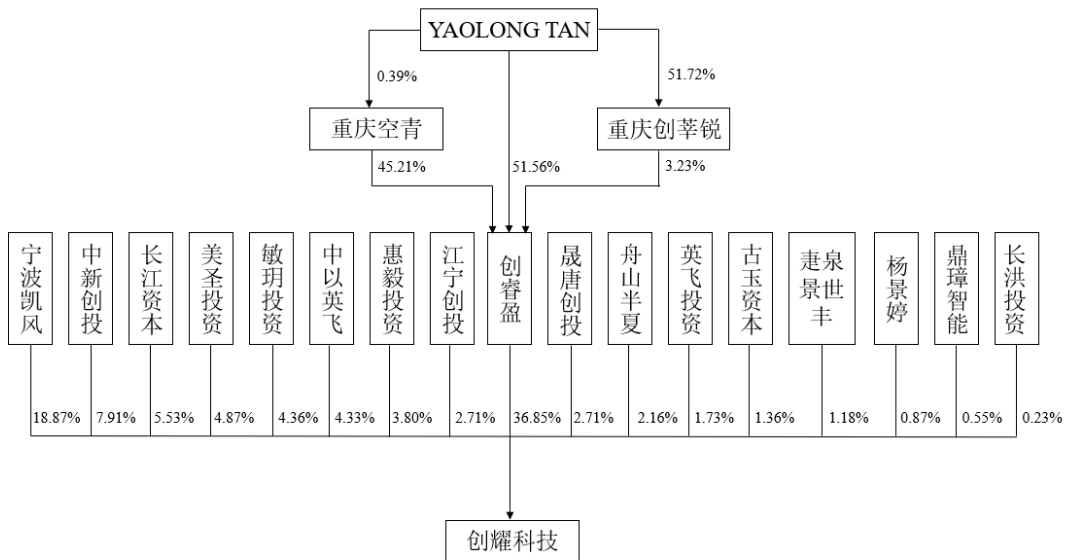 YAOLONG TAN
0.39%
51.72%
重庆空青
重庆创莘锐
45.21%
51.56%
3.23%
宁波凯风
中新创投
长江资本
美圣投资
敏玥投资
中以英飞
惠毅投资
江宁创投
创睿盈
晟唐创投
舟山半夏
英飞投资
古玉资本
疌景
泉世丰
杨景婷
鼎璋智能
长洪投资
18.87%
7.91%
5.53%
4.87%
4.36%
4.33%
3.80%
2.71%
36.85%
2.71%
2.16%
1.73%
1.36%
1.18%
0.87%
0.55%
0.23%
创耀科技